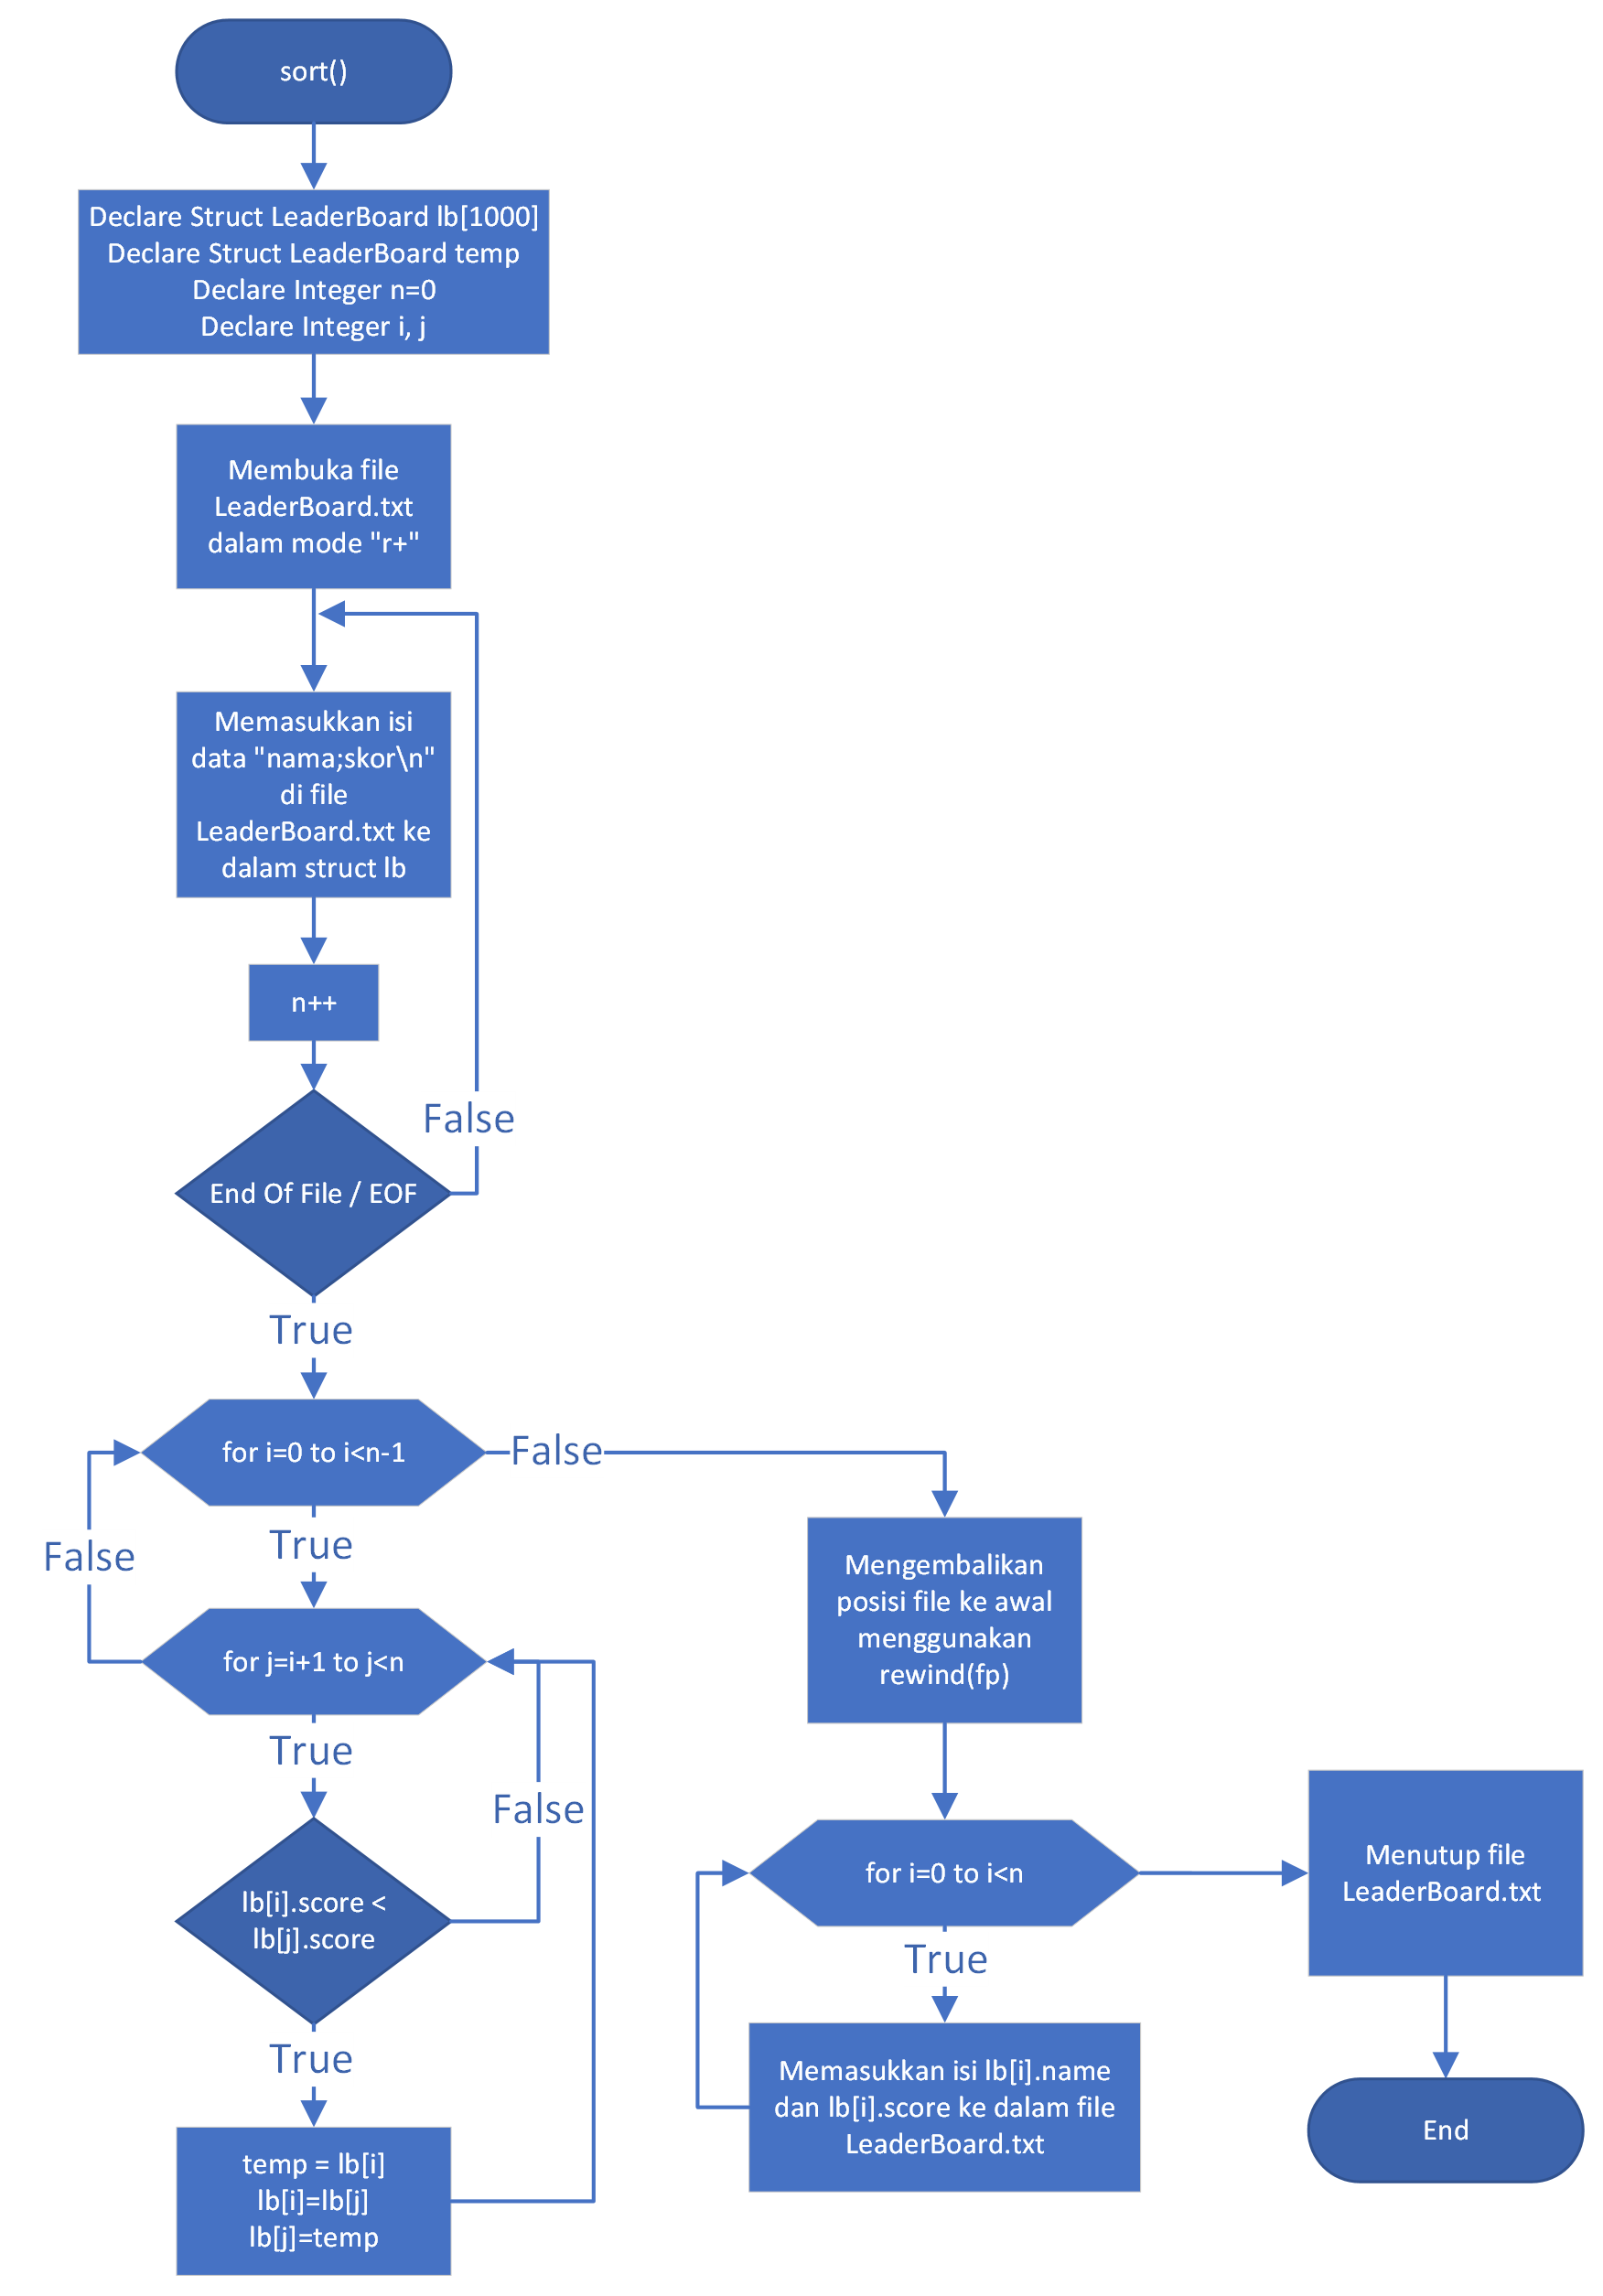 sort()
Declare Struct LeaderBoard lb[1000]
Declare Struct LeaderBoard temp
Declare Integer n=0
Declare Integer i, j
Membuka file
LeaderBoard.txt
dalam mode "r+"
Memasukkan isi
data "nama;skor\n"
di file
LeaderBoard.txt ke
dalam struct lb
n++
End Of File / EOF
False
True
for i=0 to i<n-1
False
True
False
for j=i+1 to j<n
True
False
lb[i].score <
lb[j].score
True
temp = lb[i]
lb[i]=lb[j]
lb[j]=temp
Mengembalikan
posisi file ke awal
menggunakan
rewind(fp)
for i=0 to i<n
True
Memasukkan isi lb[i].name
dan lb[i].score ke dalam file
LeaderBoard.txt
Menutup file
LeaderBoard.txt
End